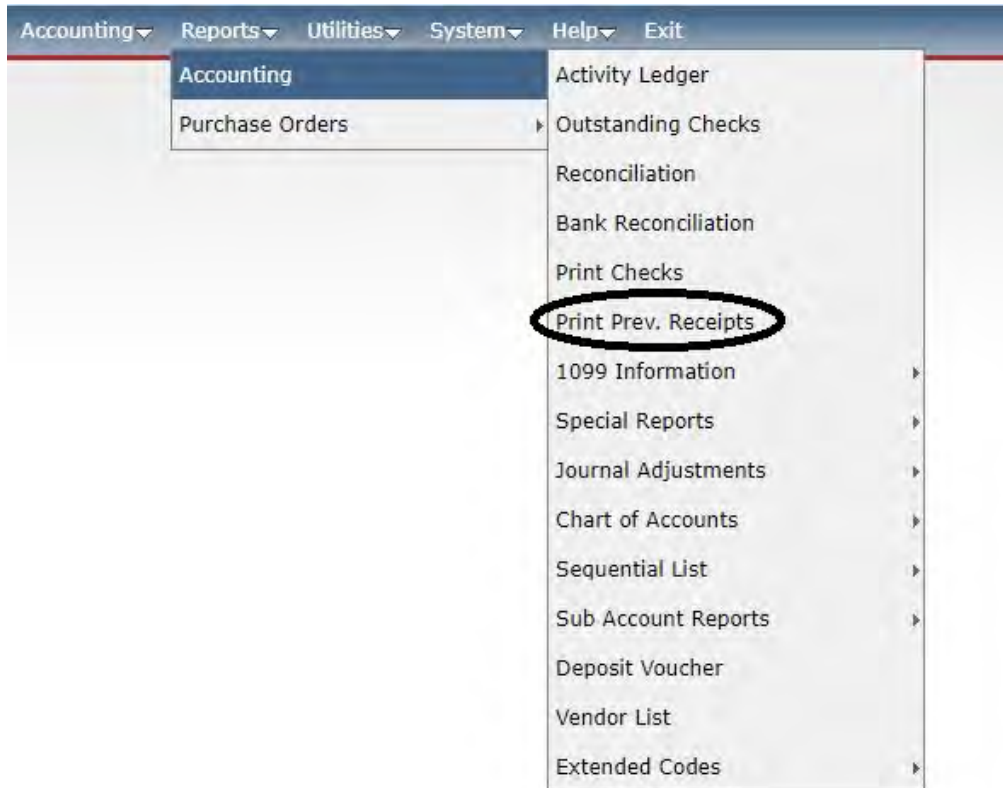 Accounting Reports Utilities System Help Exit
Accounting
Purchase Orders
Activity Ledger
Outstanding Checks
Reconciliation
Bank Reconciliation
Print Checks
Print Prev. Receipts
1099 Information
Special Reports
Journal Adjustments
Chart of Accounts
Sequential List
Sub Account Reports
Deposit Voucher
Vendor List
Extended Codes